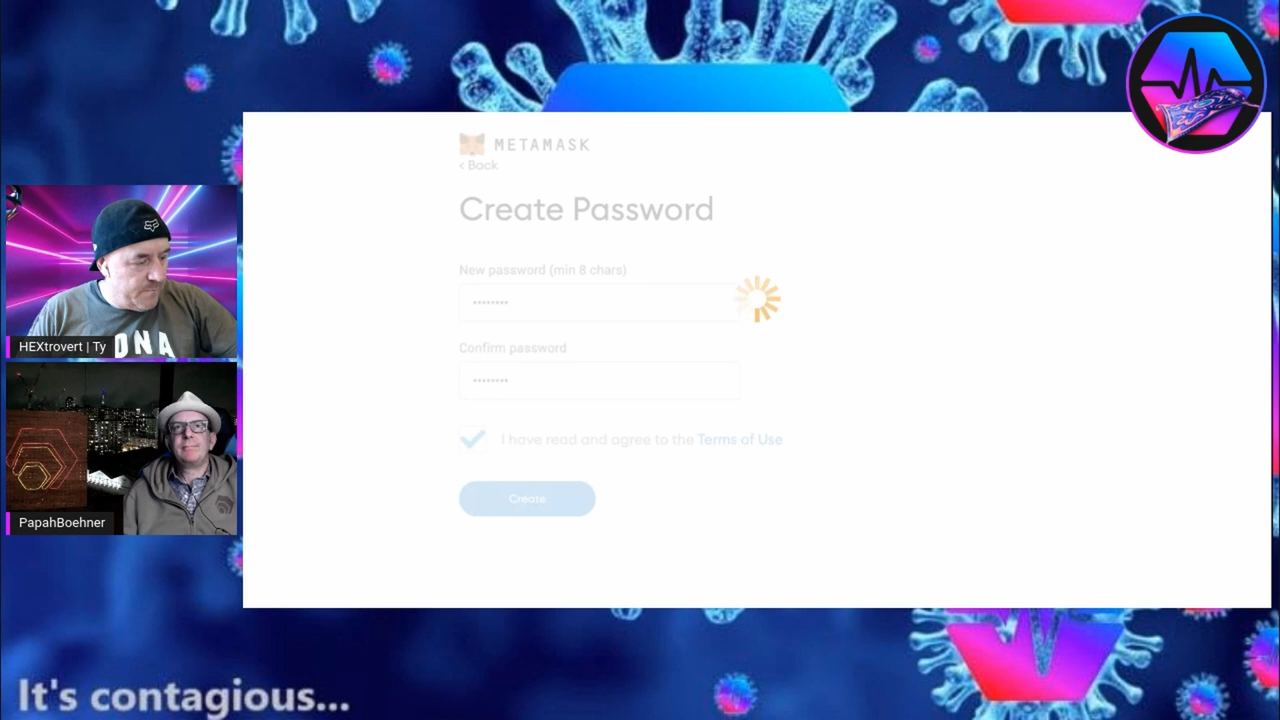 METAMASK
< Back
Create Password
New password (min 8 chars)
••••••••
Confirm password
••••••••
I have read and agree to the Terms of Use
Create
DNA
HEXtrovert | Ty
PapahBoehner
It's contagious...